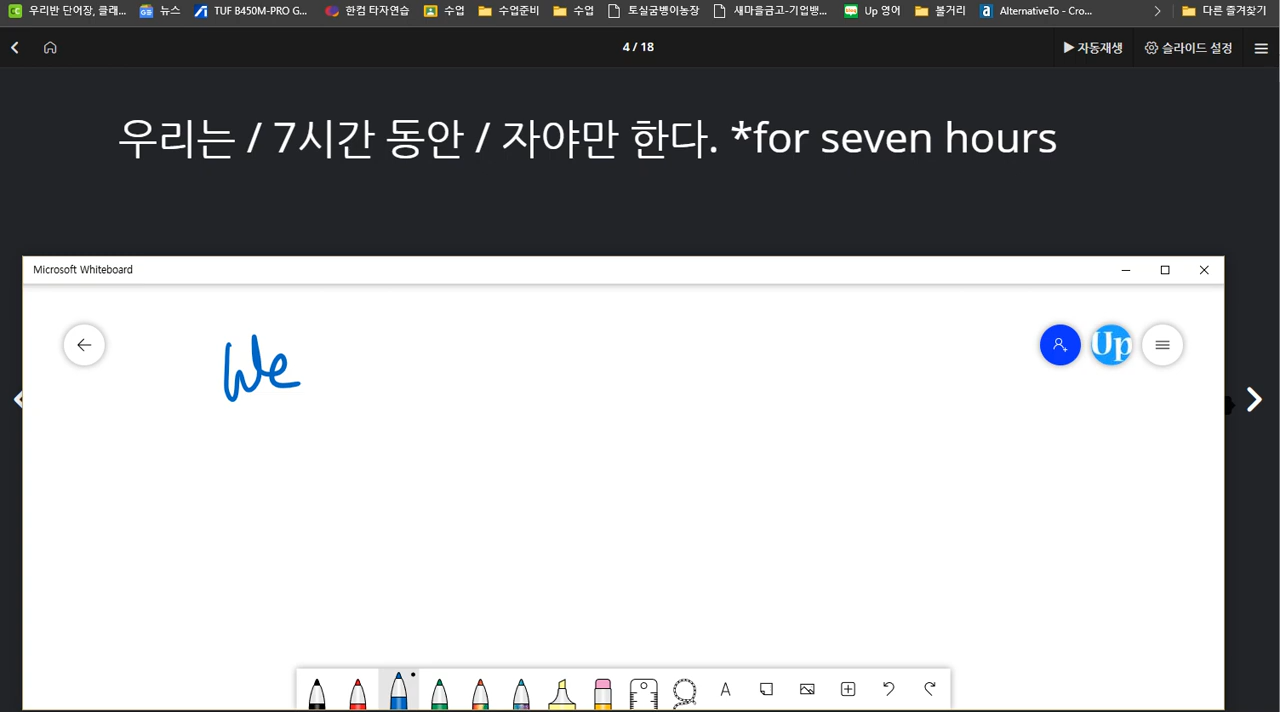 우리반 단어장, 클래... 뉴스 TUF B450M-PRO G... 한컴 타자연습 수업 수업준비 수업 토실굼벵이농장 새마을금고-기업뱅... Up 영어 볼거리 AlternativeTo - Cro... 다른 즐겨찾기
4 / 18 ▶ 자동재생 슬라이드 설정
우리는 / 7시간 동안 / 자야만 한다. *for seven hours
Microsoft Whiteboard
We
Up